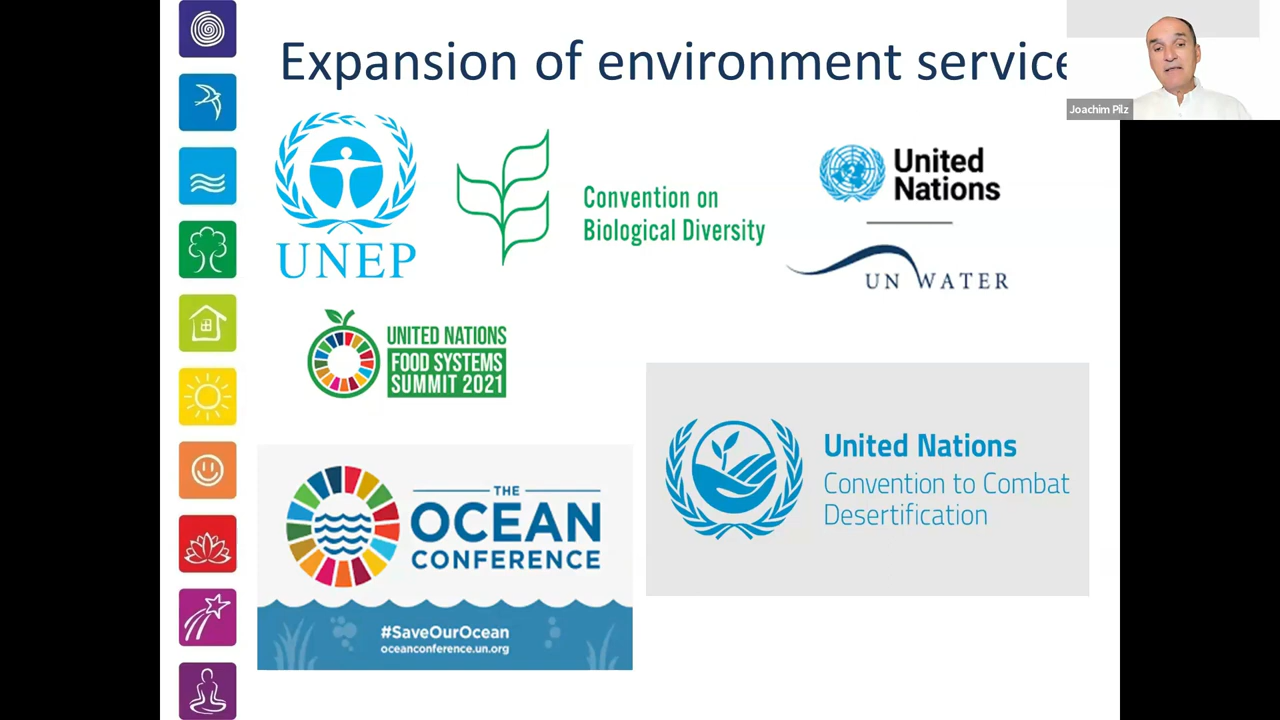 Expansion of environment service
Joachim Pilz
UNEP
Convention on
Biological Diversity
United
Nations
UN WATER
UNITED NATIONS
FOOD SYSTEMS
SUMMIT 2021
United Nations
Convention to Combat
Desertification
THE
OCEAN
CONFERENCE
#SaveOurOcean
oceanconference.un.org